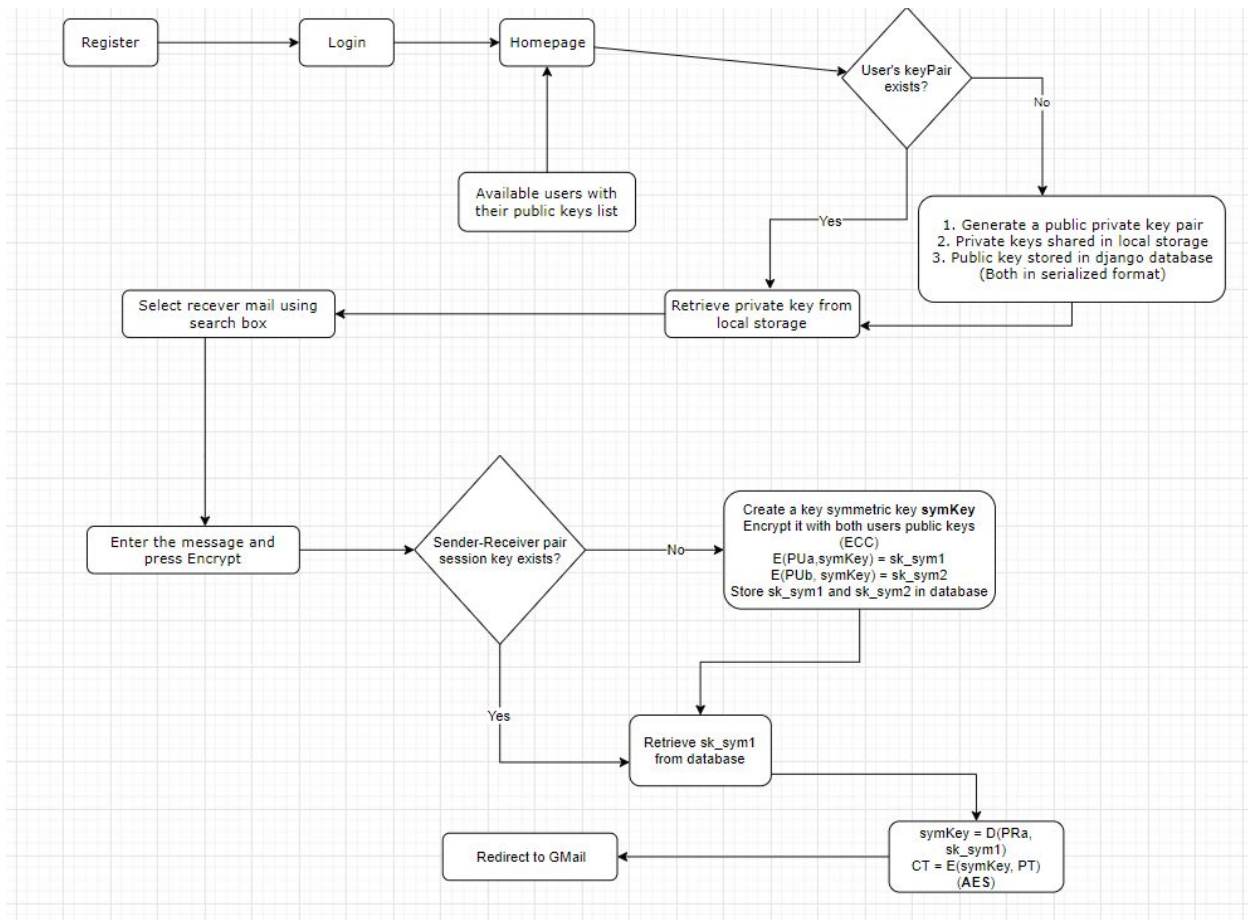 Register
Login
Homepage
User's keyPair
exists?
No
Available users with
their public keys list
Yes
1. Generate a public private key pair
2. Private keys shared in local storage
3. Public key stored in django database
(Both in serialized format)
Select recever mail using
search box
Retrieve private key from
local storage
Enter the message and
press Encrypt
Sender-Receiver pair
session key exists?
No
Create a key symmetric key symKey
Encrypt it with both users public keys
(ECC)
E(PUa,symKey) = sk_sym1
E(PUb, symKey) = sk_sym2
Store sk_sym1 and sk_sym2 in database
Yes
Retrieve sk_sym1
from database
symKey = D(PRa,
sk_sym1)
CT = E(symKey, PT)
(AES)
Redirect to GMail